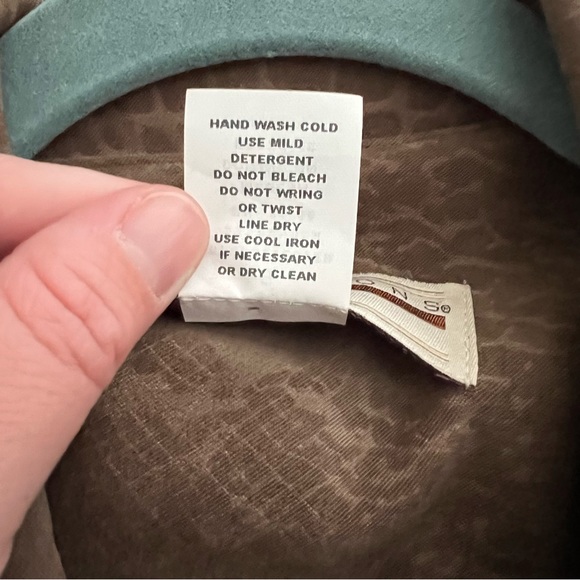 HAND WASH COLD
USE MILD
DETERGENT
DO NOT BLEACH
DO NOT WRING
OR TWIST
LINE DRY
USE COOL IRON
IF NECESSARY
OR DRY CLEAN